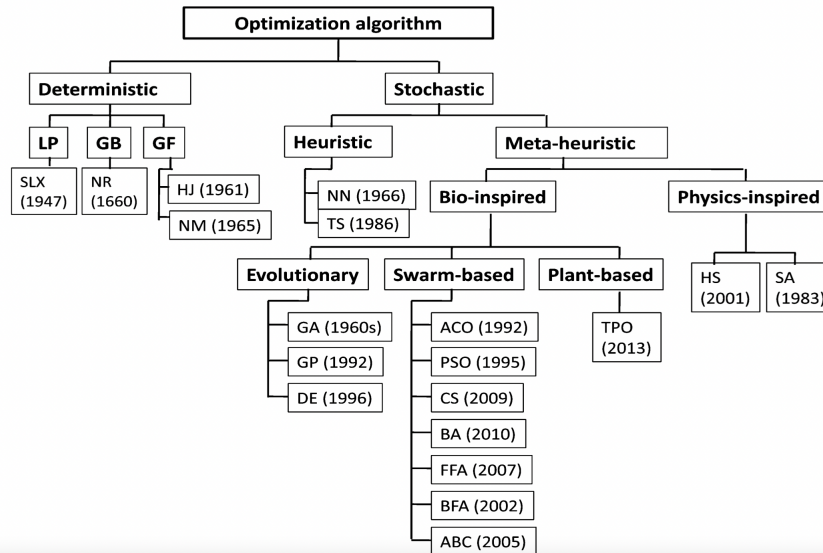 Optimization algorithm
Deterministic
Stochastic
LP
GB
GF
Heuristic
Meta-heuristic
SLX
(1947)
NR
(1660)
HJ (1961)
NM (1965)
NN (1966)
TS (1986)
Bio-inspired
Physics-inspired
Evolutionary
Swarm-based
Plant-based
HS
(2001)
SA
(1983)
GA (1960s)
GP (1992)
DE (1996)
ACO (1992)
PSO (1995)
CS (2009)
BA (2010)
FFA (2007)
BFA (2002)
ABC (2005)
TPO
(2013)